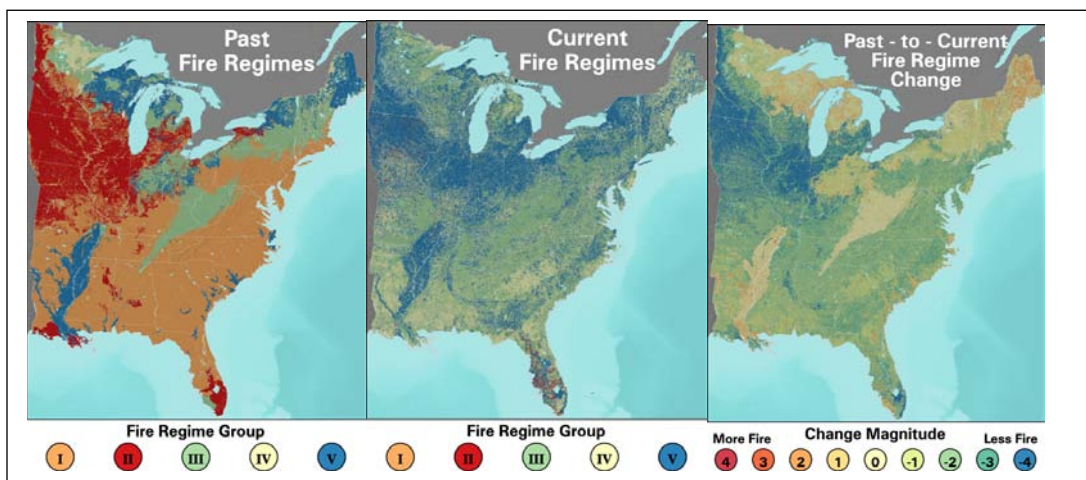 Past
Fire Regimes
Current
Fire Regimes
Past - to - Current
Fire Regime
Change
Fire Regime Group
I II III IV V
Fire Regime Group
I II III IV V
More Fire Change Magnitude Less Fire
4 3 2 1 0 -1 -2 -3 -4